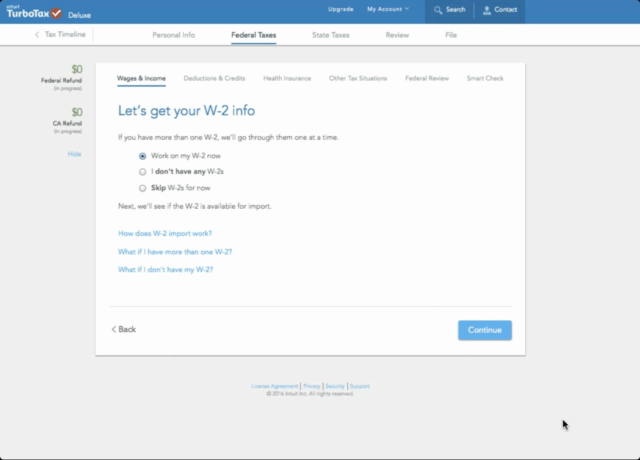 intuit
TurboTax Deluxe
Upgrade
My Account
Search
Contact
Tax Timeline
Personal Info
Federal Taxes
State Taxes
Review
File
$0
Federal Refund
(in progress)
$0
CA Refund
(in progress)
Hide
Wages & Income
Deductions & Credits
Health Insurance
Other Tax Situations
Federal Review
Smart Check
Let's get your W-2 info
If you have more than one W-2, we'll go through them one at a time.
Work on my W-2 now
I don't have any W-2s
Skip W-2s for now
Next, we'll see if the W-2 is available for import.
How does W-2 import work?
What if I have more than one W-2?
What if I don't have my W-2?
Back
Continue
License Agreement | Privacy | Security | Support
© 2016 Intuit Inc. All rights reserved.